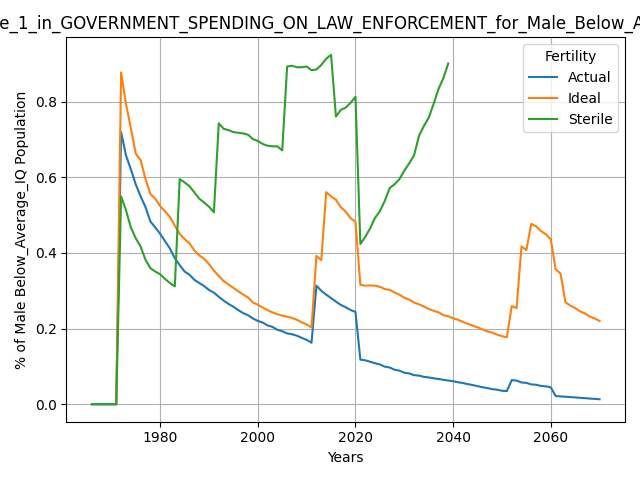 e_1_in_GOVERNMENT_SPENDING_ON_LAW_ENFORCEMENT_for_Male_Below_A
Fertility
Actual
Ideal
Sterile
% of Male Below_Average_IQ Population
0.8
0.6
0.4
0.2
0.0
1980 2000 2020 2040 2060
Years